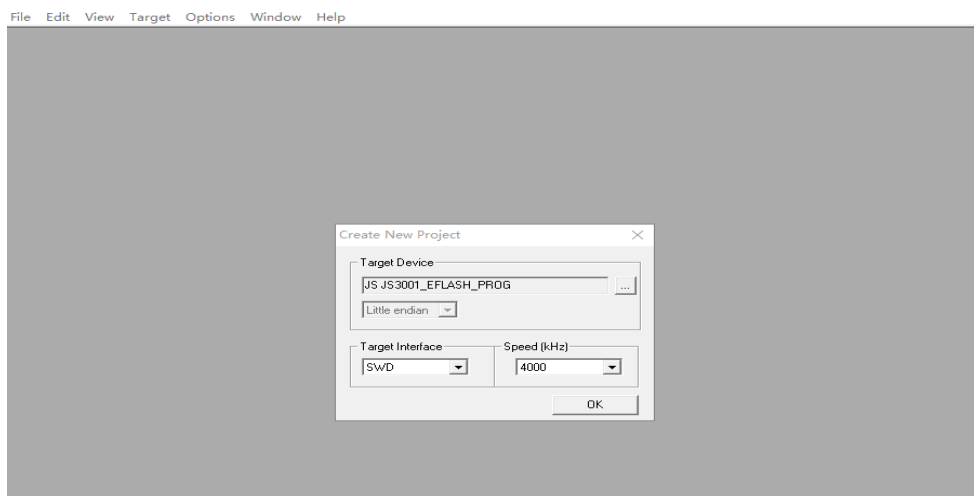 File Edit View Target Options Window Help
Create New Project
Target Device
JS JS3001_EFLASH_PROG ...
Little endian
Target Interface Speed (kHz)
SWD 4000
OK